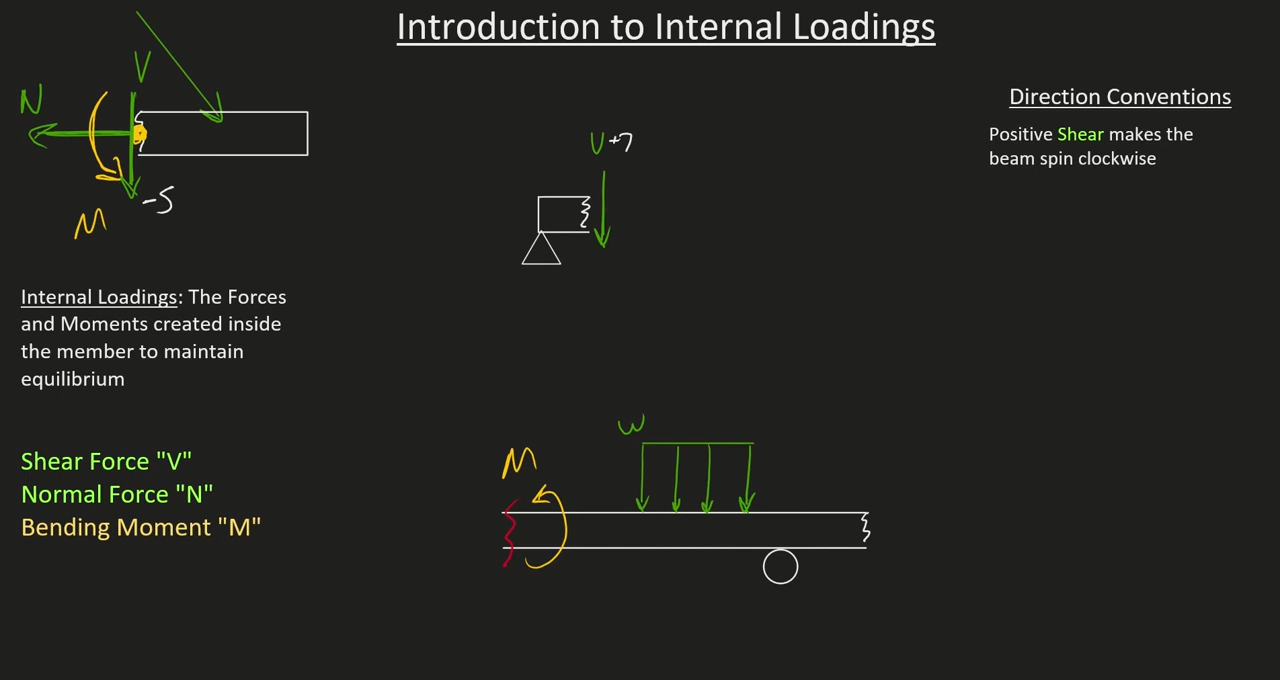 Introduction to Internal Loadings
V
N
-5
M
V +7
Direction Conventions
Positive Shear makes the
beam spin clockwise
Internal Loadings: The Forces
and Moments created inside
the member to maintain
equilibrium
Shear Force "V"
Normal Force "N"
Bending Moment "M"
ω
M